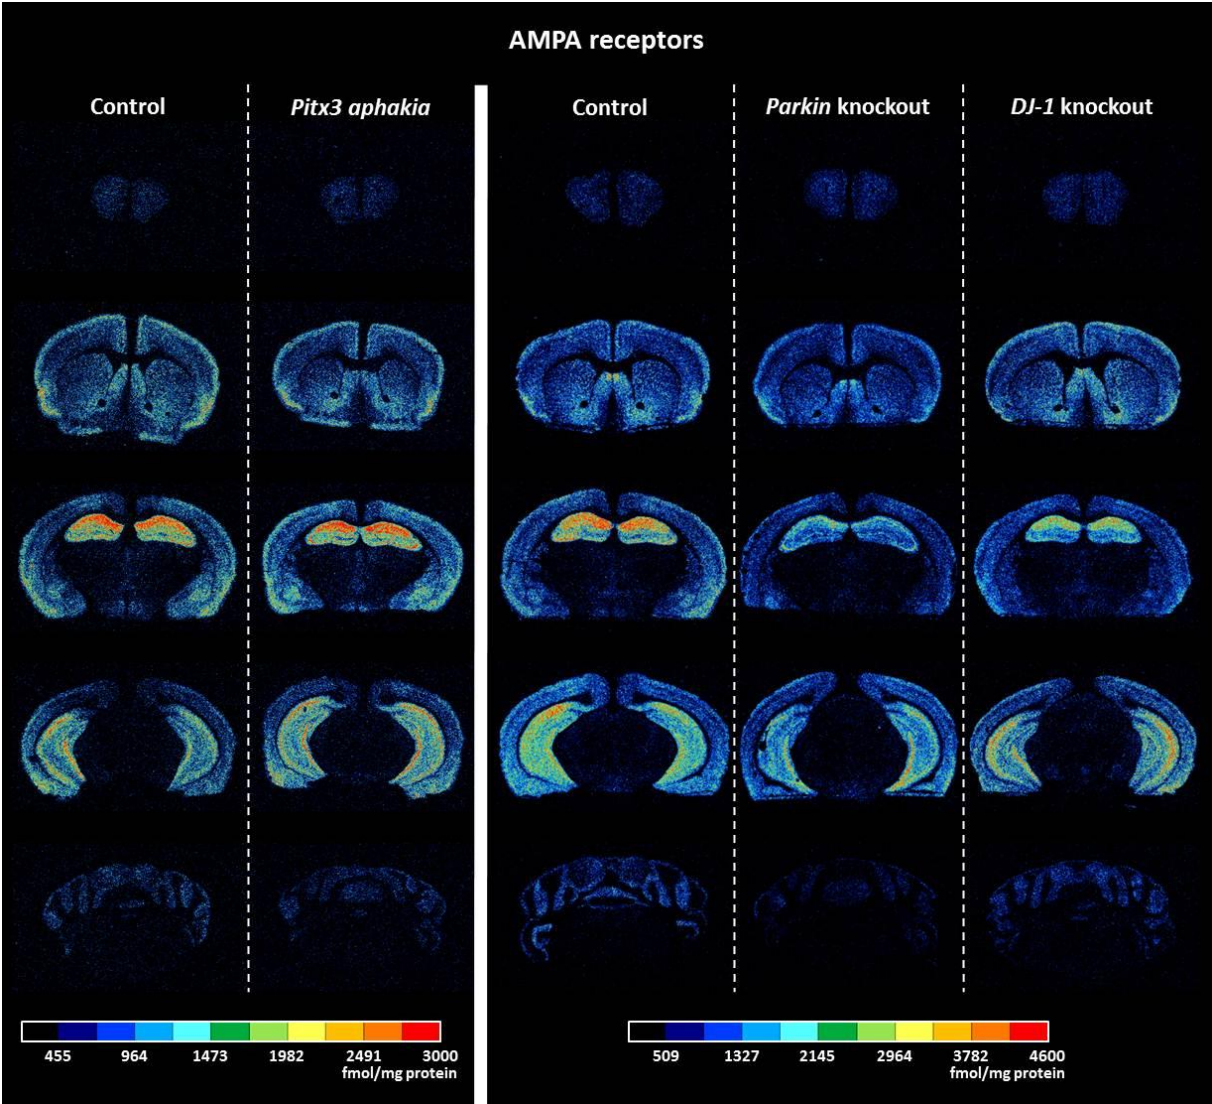 AMPA receptors
Control
Pitx3 aphakia
Control
Parkin knockout
DJ-1 knockout
455 964 1473 1982 2491 3000
fmol/mg protein
509 1327 2145 2964 3782 4600
fmol/mg protein